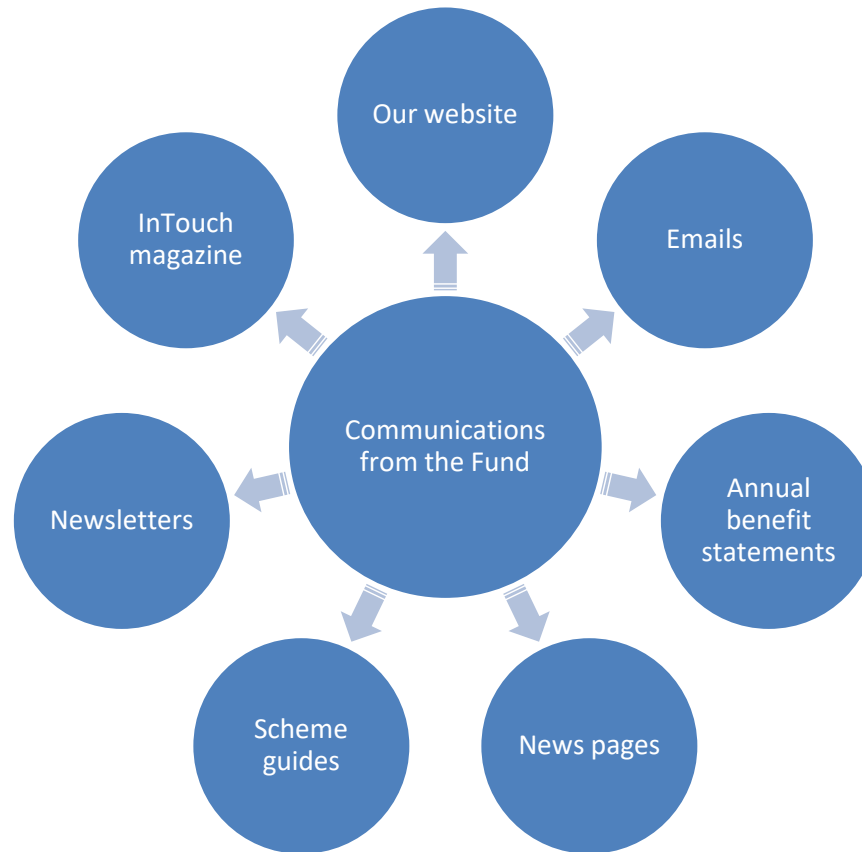 Our website
InTouch
magazine
Emails
Communications
from the Fund
Newsletters
Annual
benefit
statements
Scheme
guides
News pages